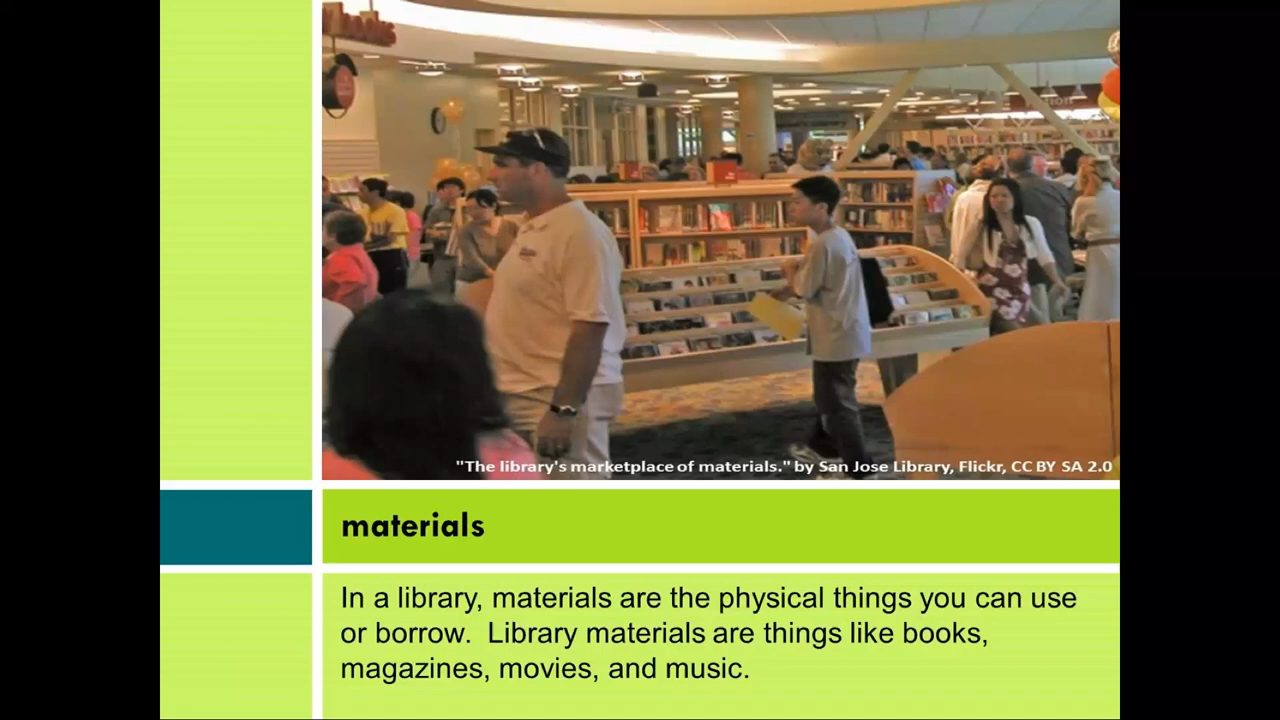 "The library's marketplace of materials." by San Jose Library, Flickr, CC BY SA 2.0
materials
In a library, materials are the physical things you can use
or borrow.  Library materials are things like books,
magazines, movies, and music.